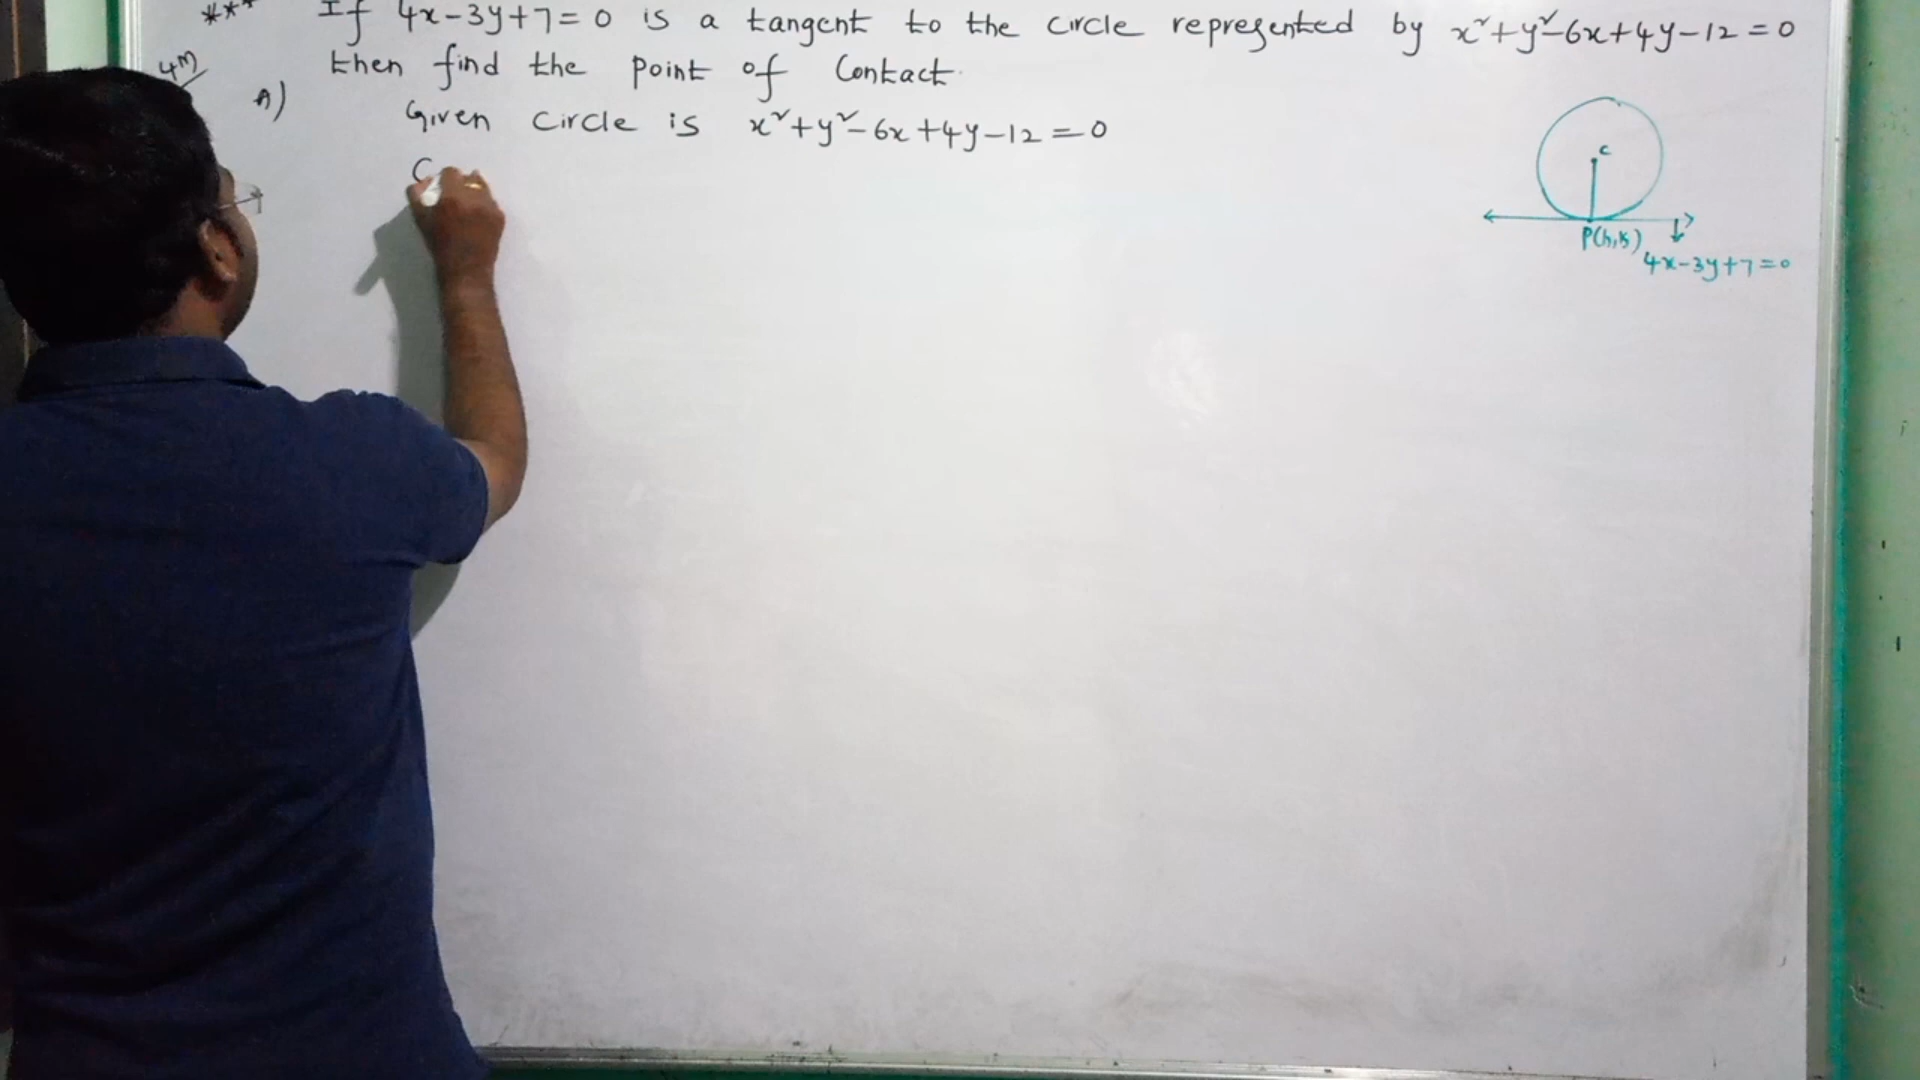 *** If 4x-3y+7=0 is a tangent to the circle represented by x²+y²-6x+4y-12=0
then find the point of Contact.
4M
A) Given circle is x²+y²-6x+4y-12=0
C
C
P(h,k)
4x-3y+7=0